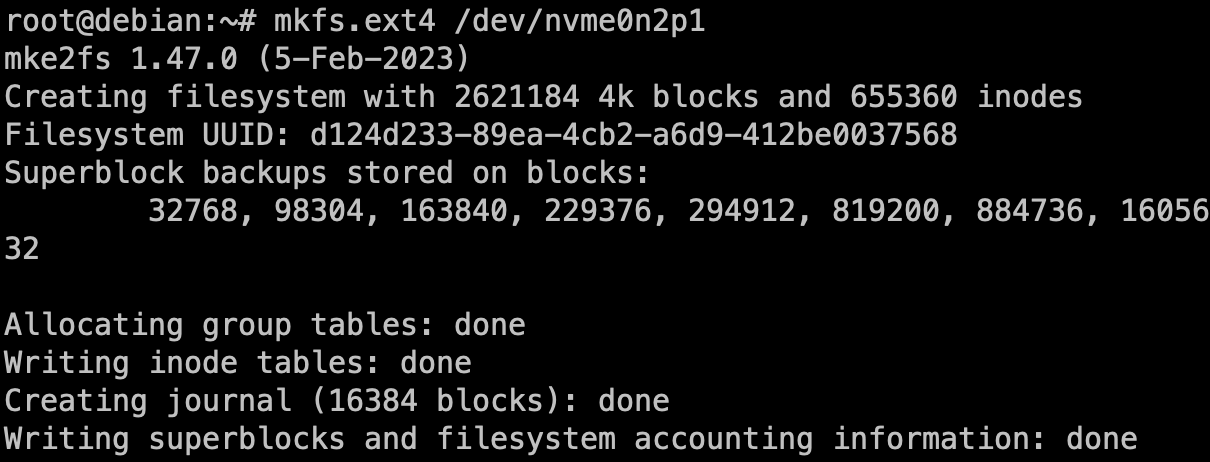 root@debian:~# mkfs.ext4 /dev/nvme0n2p1
mke2fs 1.47.0 (5-Feb-2023)
Creating filesystem with 2621184 4k blocks and 655360 inodes
Filesystem UUID: d124d233-89ea-4cb2-a6d9-412be0037568
Superblock backups stored on blocks:
        32768, 98304, 163840, 229376, 294912, 819200, 884736, 16056
32

Allocating group tables: done
Writing inode tables: done
Creating journal (16384 blocks): done
Writing superblocks and filesystem accounting information: done